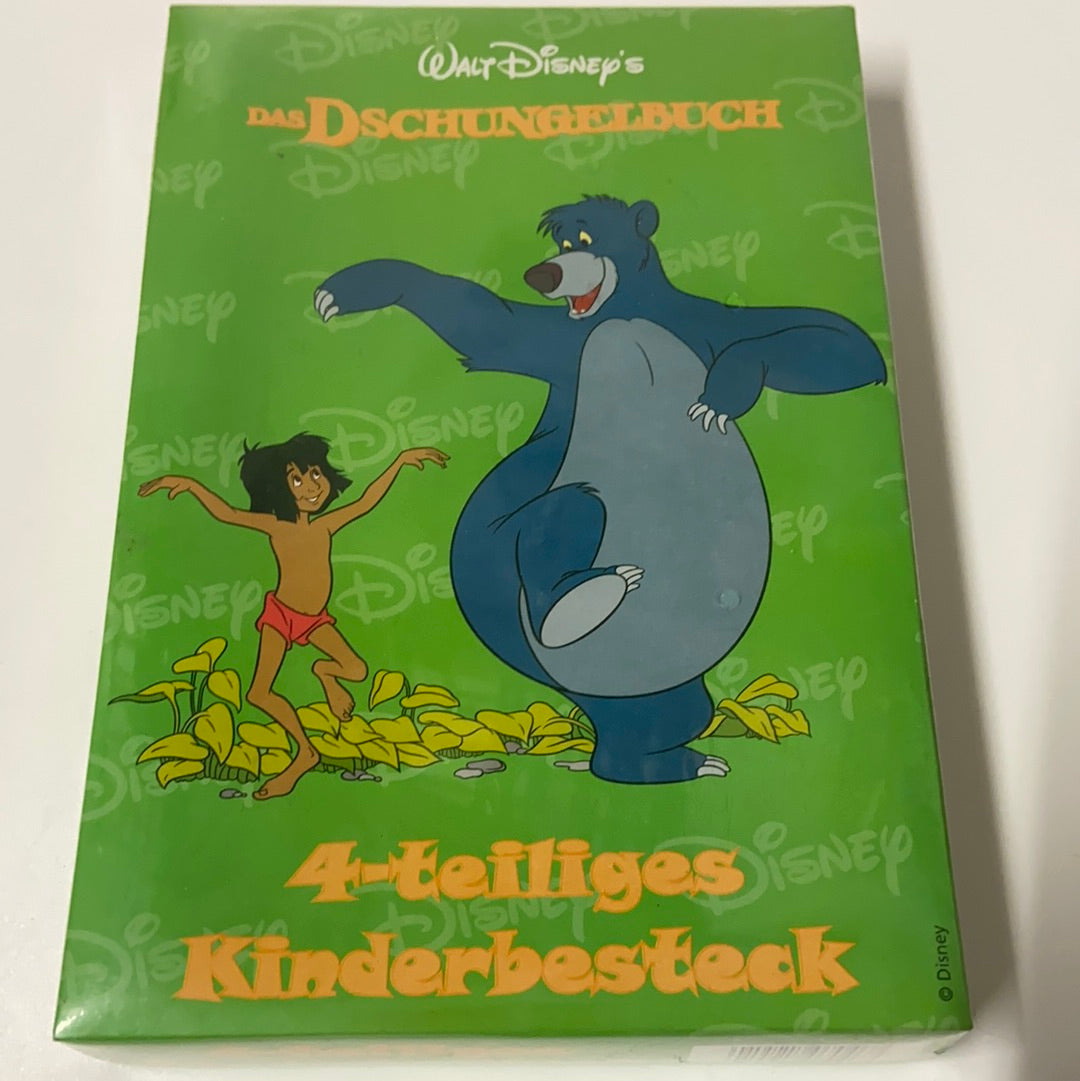 WALT DISNEY'S
DAS DSCHUNGELBUCH
4-teiliges
Kinderbesteck
© Disney